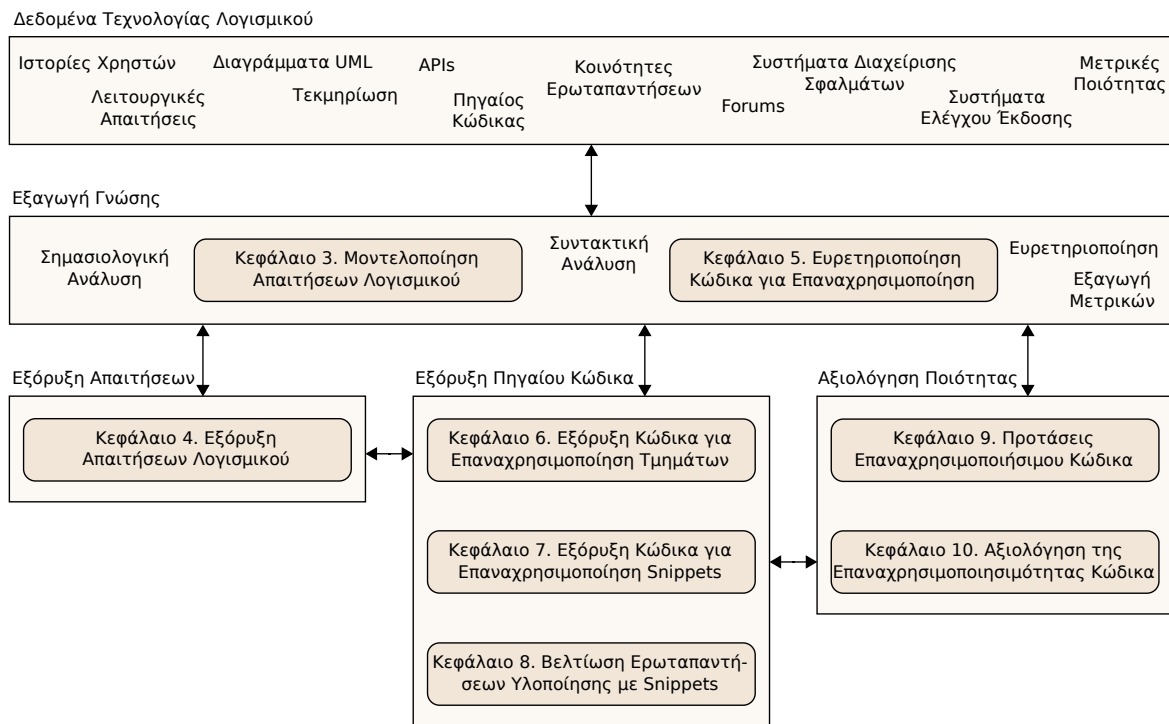 Δεδομένα Τεχνολογίας Λογισμικού
Ιστορίες Χρηστών
Λειτουργικές
Απαιτήσεις
Διαγράμματα UML
Τεκμηρίωση
APIs
Πηγαίος
Κώδικας
Κοινότητες
Ερωταπαντήσεων
Forums
Συστήματα Διαχείρισης
Σφαλμάτων
Συστήματα
Ελέγχου Έκδοσης
Μετρικές
Ποιότητας
Εξαγωγή Γνώσης
Σημασιολογική
Ανάλυση
Κεφάλαιο 3. Μοντελοποίηση
Απαιτήσεων Λογισμικού
Συντακτική
Ανάλυση
Κεφάλαιο 5. Ευρετηριοποίηση
Κώδικα για Επαναχρησιμοποίηση
Ευρετηριοποίηση
Εξαγωγή
Μετρικών
Εξόρυξη Απαιτήσεων
Κεφάλαιο 4. Εξόρυξη
Απαιτήσεων Λογισμικού
Εξόρυξη Πηγαίου Κώδικα
Κεφάλαιο 6. Εξόρυξη Κώδικα για
Επαναχρησιμοποίηση Τμημάτων
Κεφάλαιο 7. Εξόρυξη Κώδικα για
Επαναχρησιμοποίηση Snippets
Κεφάλαιο 8. Βελτίωση Ερωταπαντή-
σεων Υλοποίησης με Snippets
Αξιολόγηση Ποιότητας
Κεφάλαιο 9. Προτάσεις
Επαναχρησιμοποιήσιμου Κώδικα
Κεφάλαιο 10. Αξιολόγηση της
Επαναχρησιμοποιησιμότητας Κώδικα